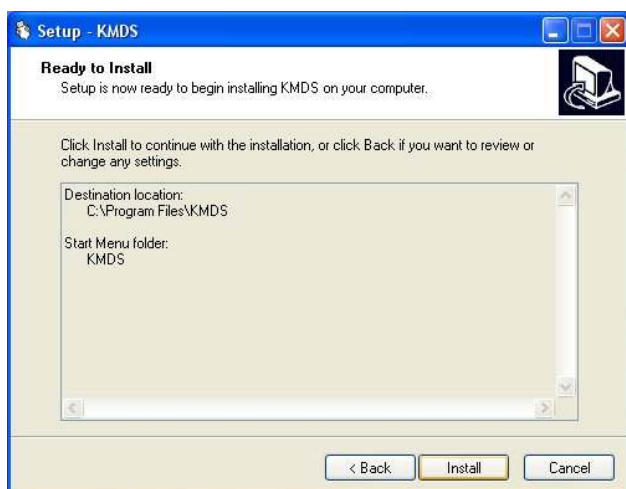 Setup - KMDS
Ready to Install
Setup is now ready to begin installing KMDS on your computer.
Click Install to continue with the installation, or click Back if you want to review or
change any settings.
Destination location:
C:\Program Files\KMDS
Start Menu folder:
KMDS
< Back
Install
Cancel